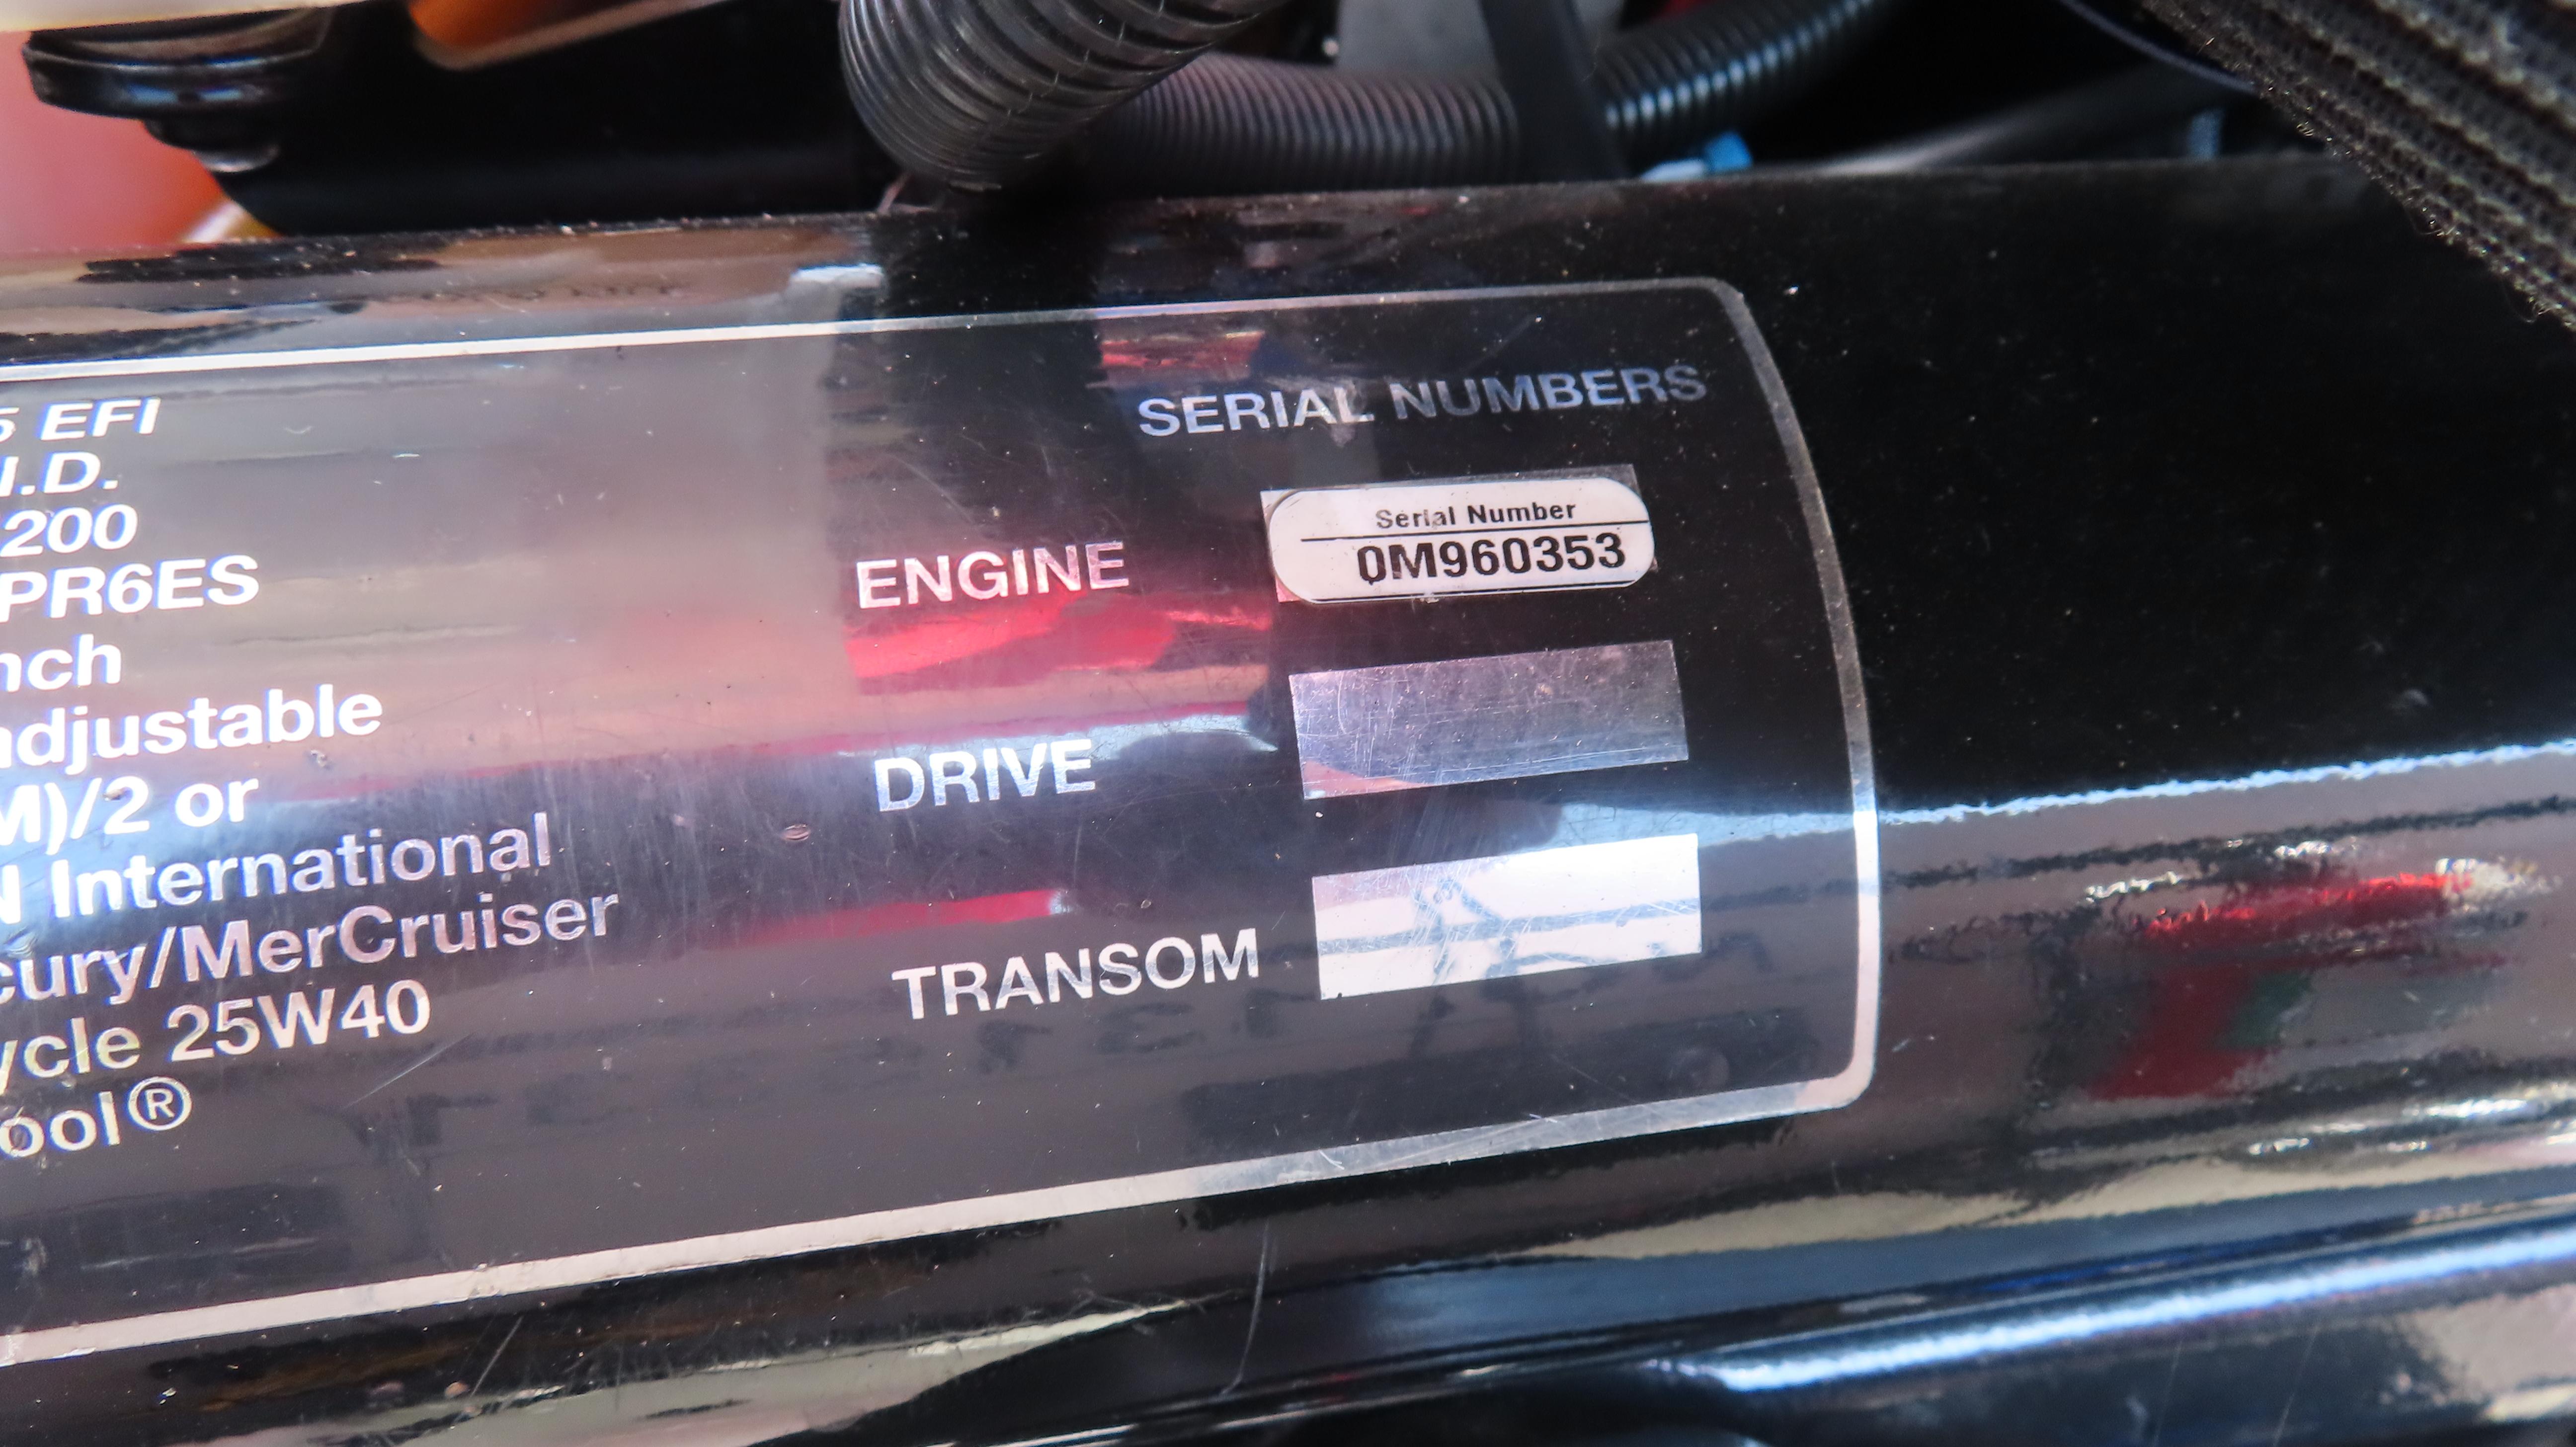 5 EFI
I.D.
200
PR6ES
nch
adjustable
M)/2 or
N International
cury/MerCruiser
ycle 25W40
ool®
SERIAL NUMBERS
ENGINE
Serial Number
0M960353
DRIVE
TRANSOM